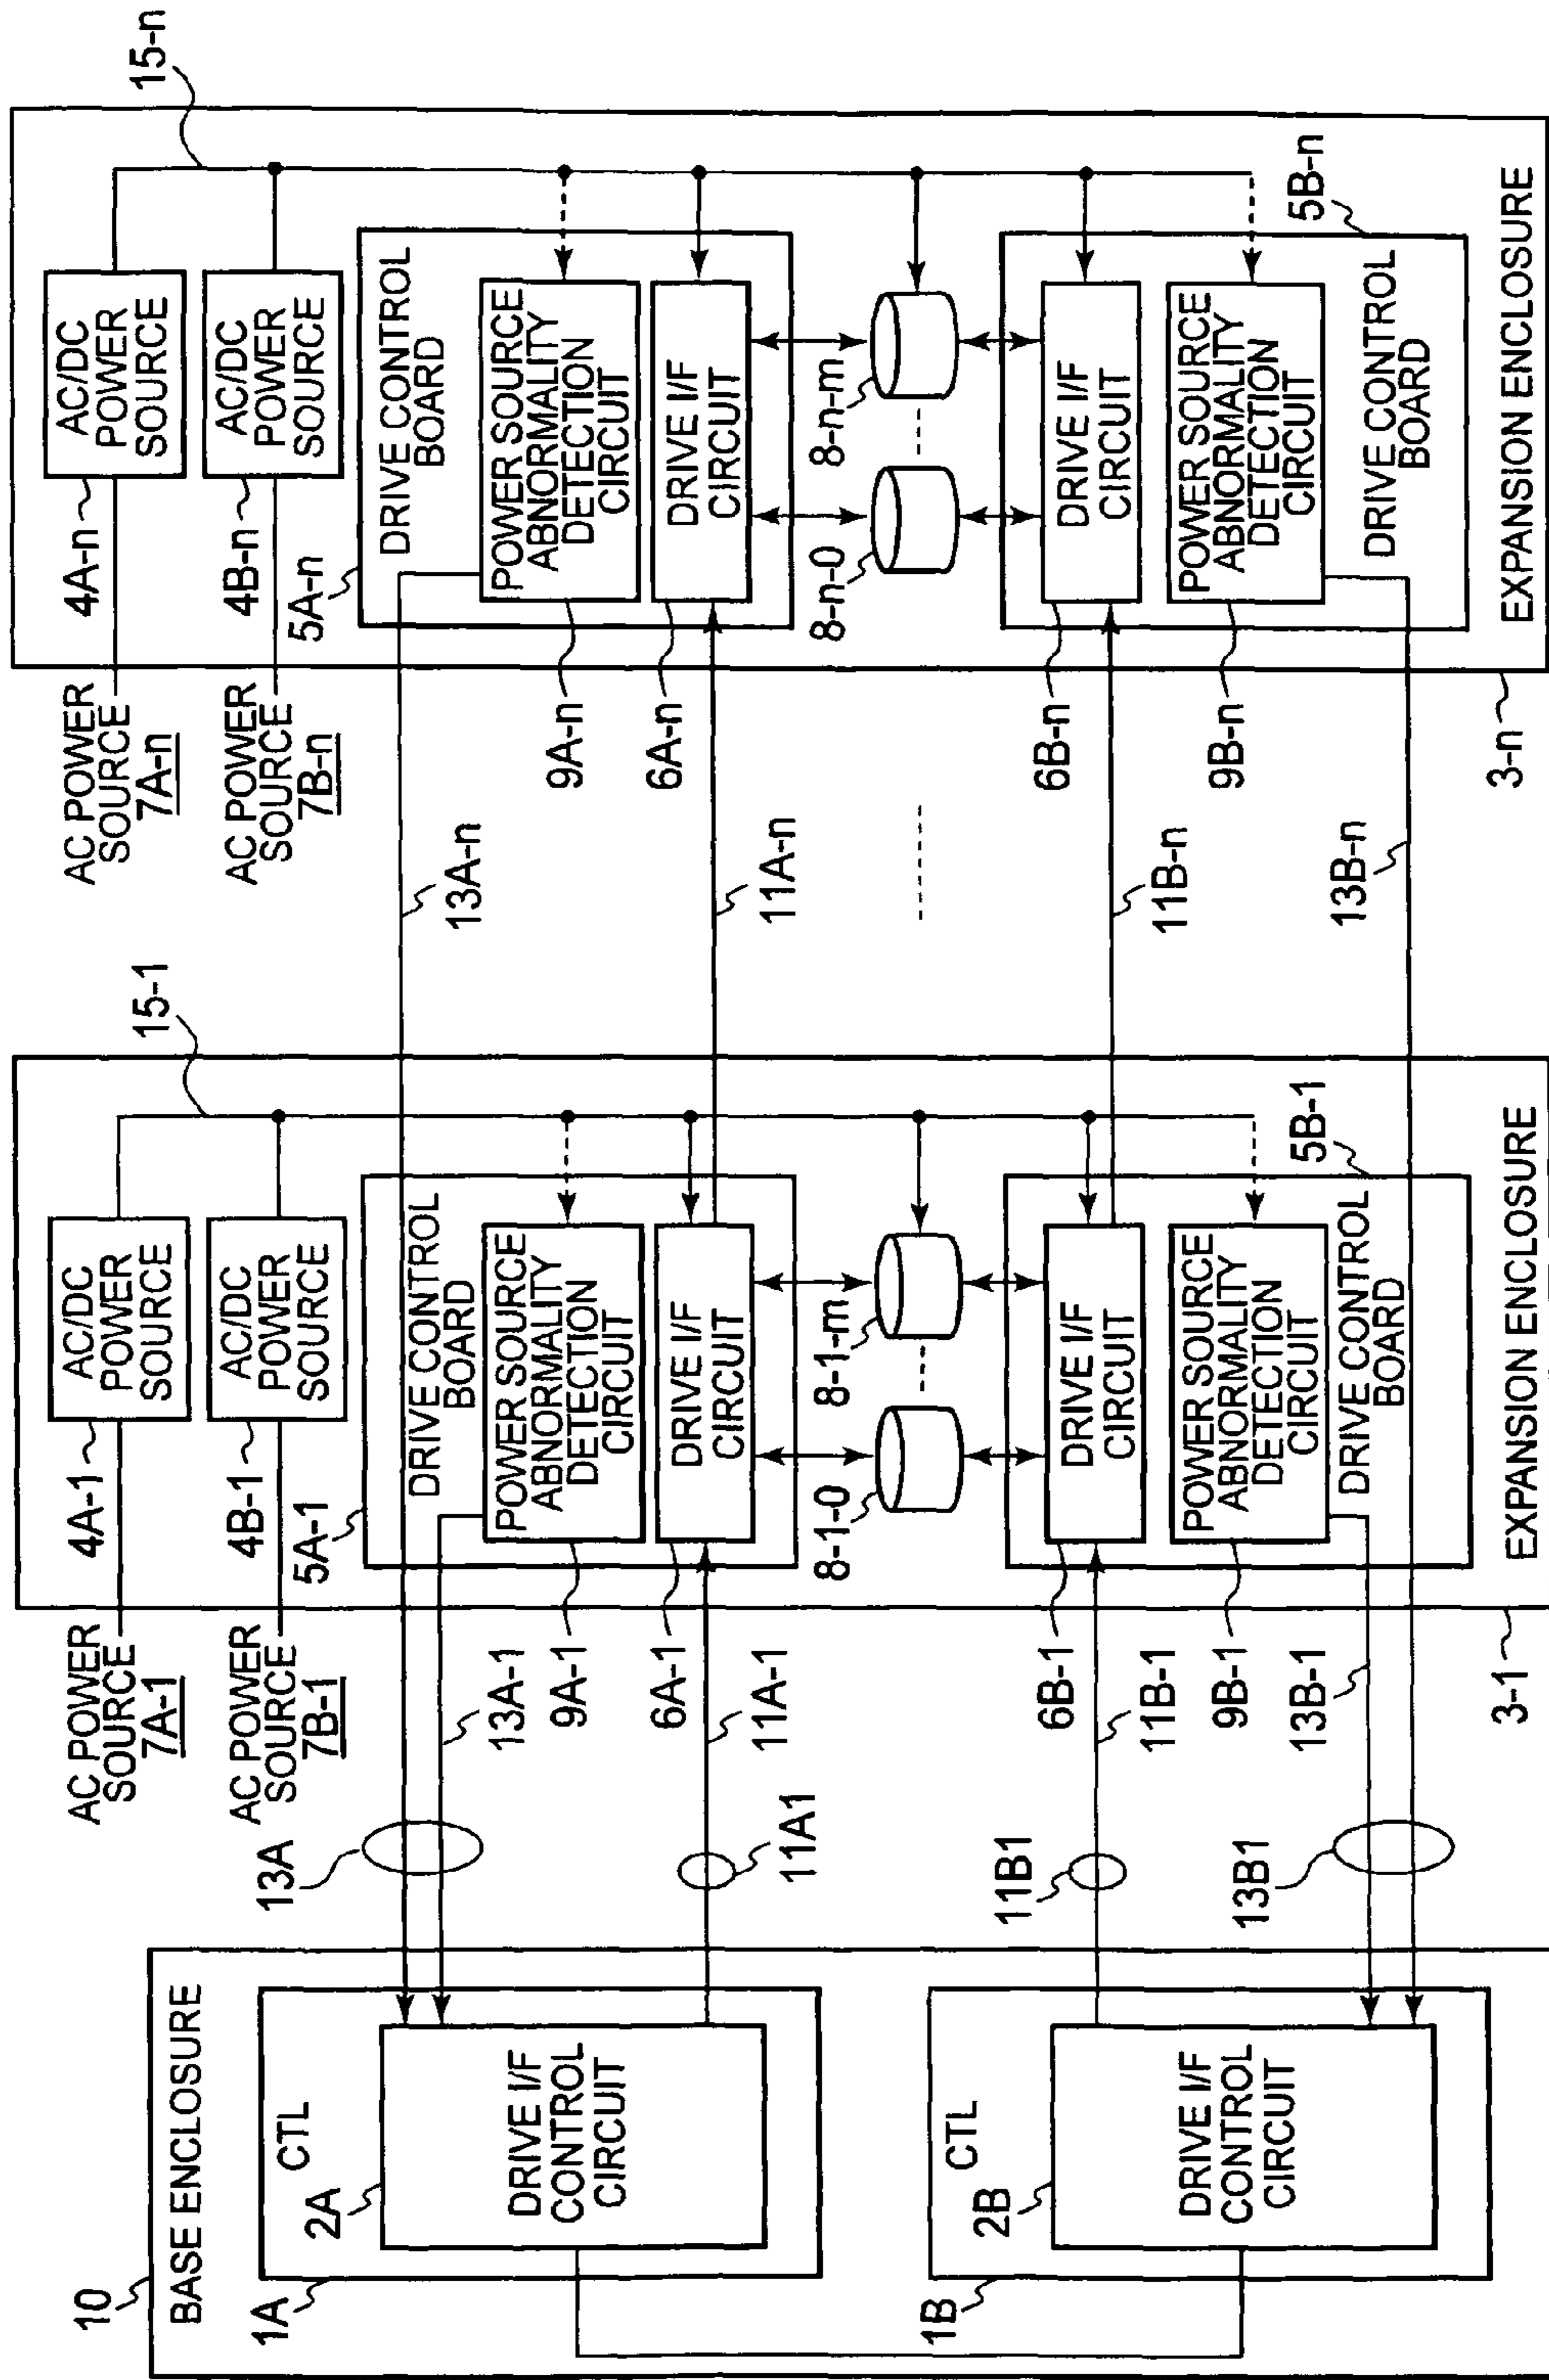 10
BASE ENCLOSURE
1A
CTL
2A
DRIVE I/F
CONTROL
CIRCUIT
1B
CTL
2B
DRIVE I/F
CONTROL
CIRCUIT
13A
11A1
11B1
13B1
AC POWER
SOURCE
7A-1
AC POWER
SOURCE
7B-1
13A-1
9A-1
6A-1
11A-1
6B-1
11B-1
9B-1
13B-1
3-1
4A-1
AC/DC
POWER
SOURCE
4B-1
AC/DC
POWER
SOURCE
15-1
5A-1
DRIVE CONTROL
BOARD
POWER SOURCE
ABNORMALITY
DETECTION
CIRCUIT
DRIVE I/F
CIRCUIT
8-1-0
8-1-m
DRIVE I/F
CIRCUIT
POWER SOURCE
ABNORMALITY
DETECTION
CIRCUIT
DRIVE CONTROL
BOARD
5B-1
EXPANSION ENCLOSURE
AC POWER
SOURCE
7A-n
AC POWER
SOURCE
7B-n
13A-n
9A-n
6A-n
11A-n
6B-n
11B-n
9B-n
13B-n
3-n
4A-n
AC/DC
POWER
SOURCE
4B-n
AC/DC
POWER
SOURCE
15-n
5A-n
DRIVE CONTROL
BOARD
POWER SOURCE
ABNORMALITY
DETECTION
CIRCUIT
DRIVE I/F
CIRCUIT
8-n-0
8-n-m
DRIVE I/F
CIRCUIT
POWER SOURCE
ABNORMALITY
DETECTION
CIRCUIT
DRIVE CONTROL
BOARD
5B-n
EXPANSION ENCLOSURE